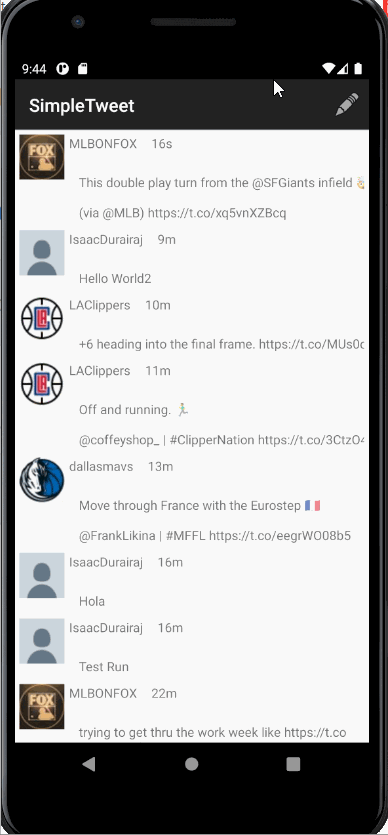 9:44
SimpleTweet
FOX
MLBONFOX 16s
This double play turn from the @SFGiants infield
(via @MLB) https://t.co/xq5vnXZBcq
IsaacDurairaj 9m
Hello World2
LAClippers 10m
+6 heading into the final frame. https://t.co/MUs0c
LAClippers 11m
Off and running. 🏃
@coffeyshop_ | #ClipperNation https://t.co/3CtzO4
dallasmavs 13m
Move through France with the Eurostep 🇫🇷
@FrankLikina | #MFFL https://t.co/eegrWO08b5
IsaacDurairaj 16m
Hola
IsaacDurairaj 16m
Test Run
FOX
MLBONFOX 22m
trying to get thru the work week like https://t.co